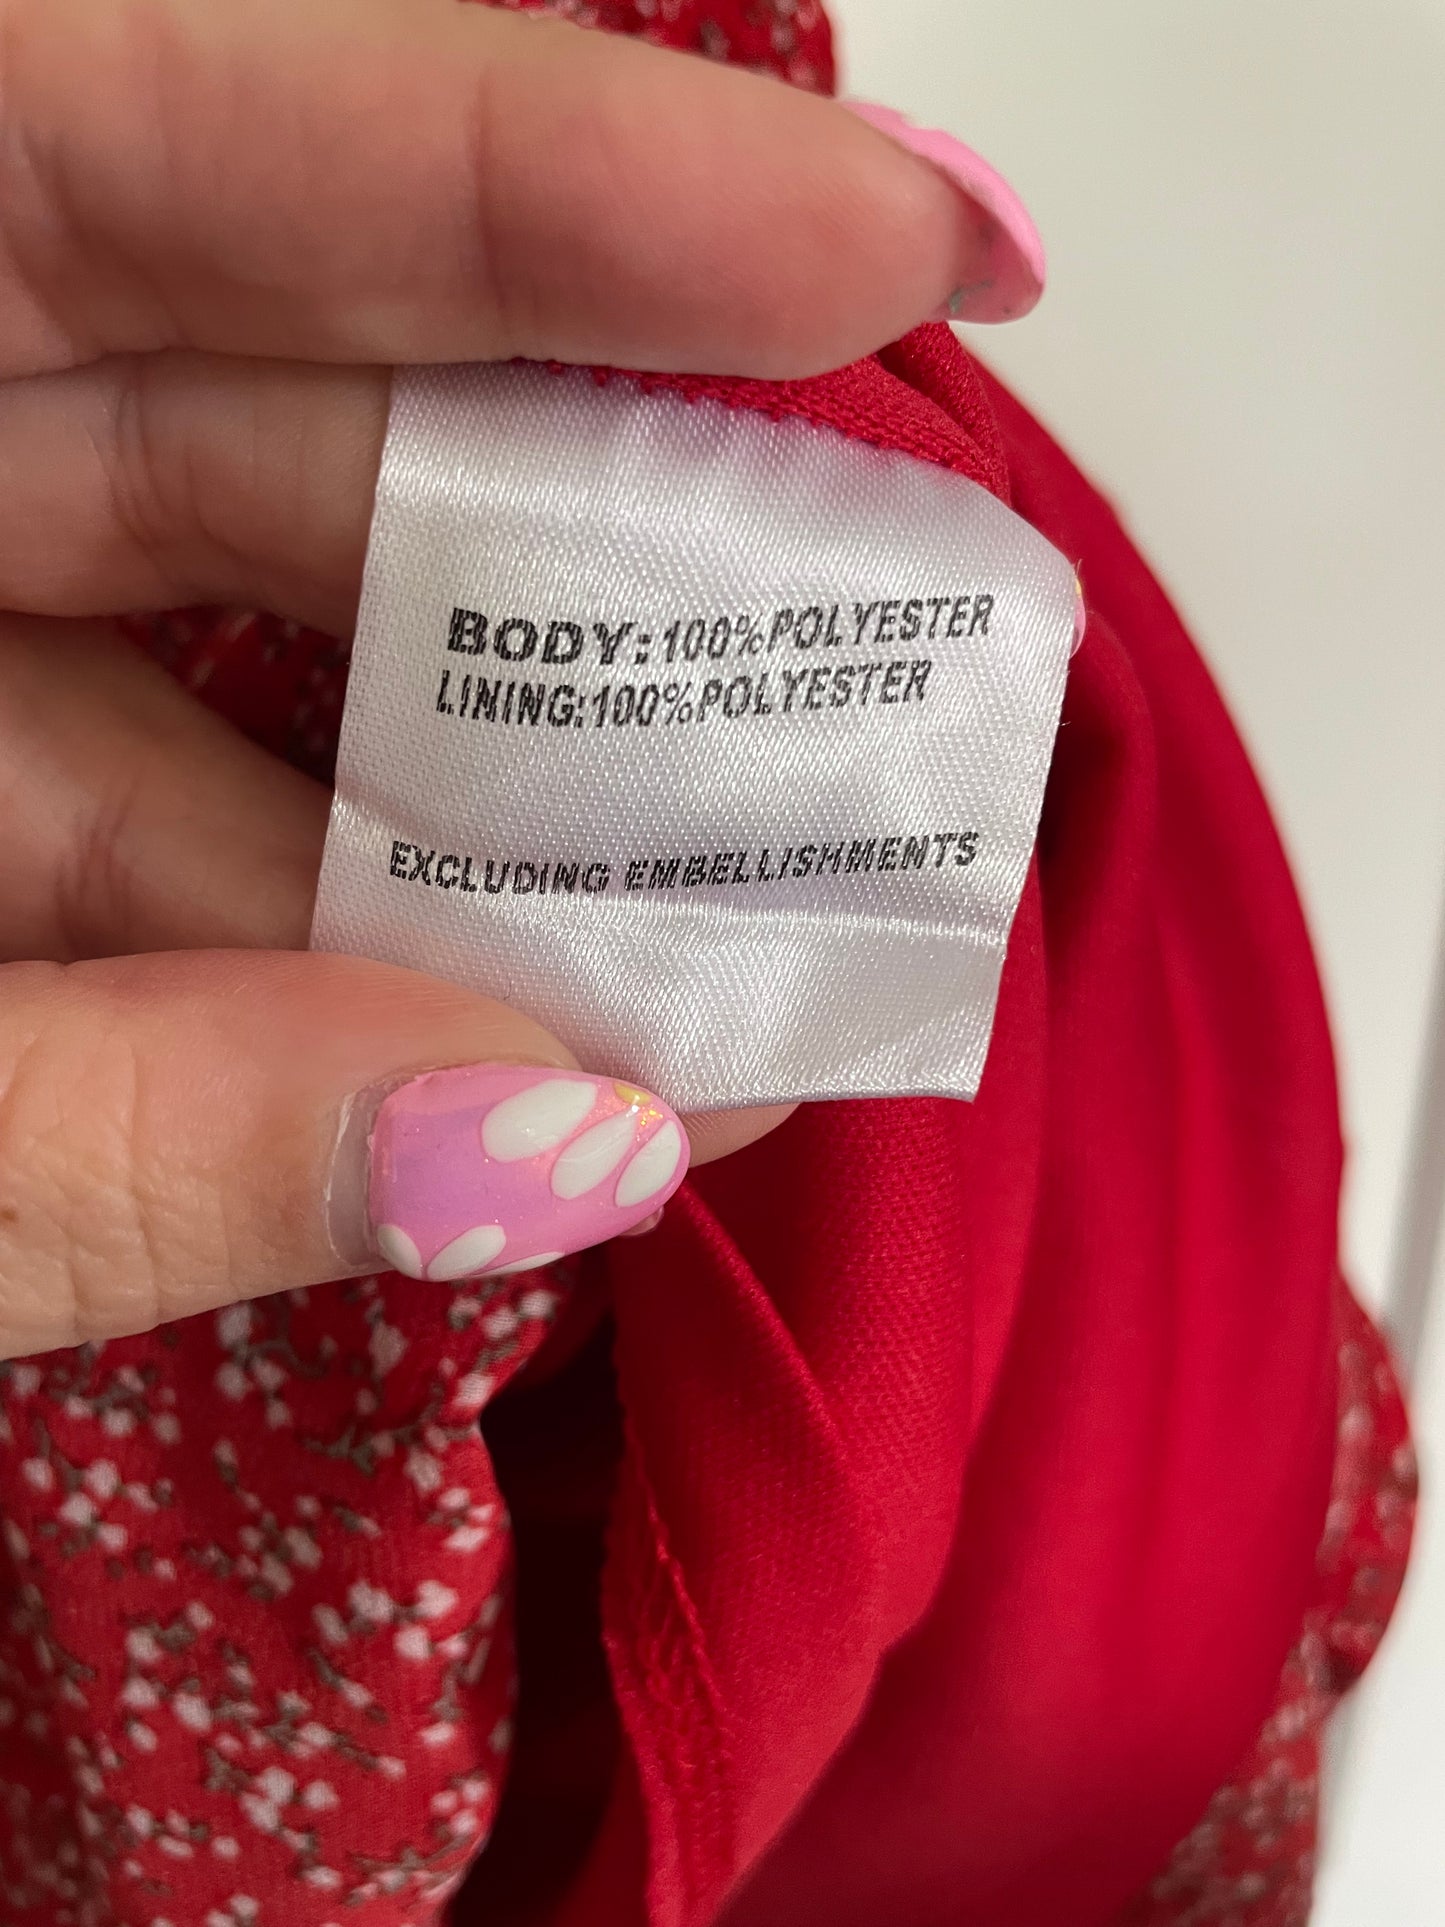 BODY:100%POLYESTER
LINING:100%POLYESTER
EXCLUDING EMBELLISHMENTS